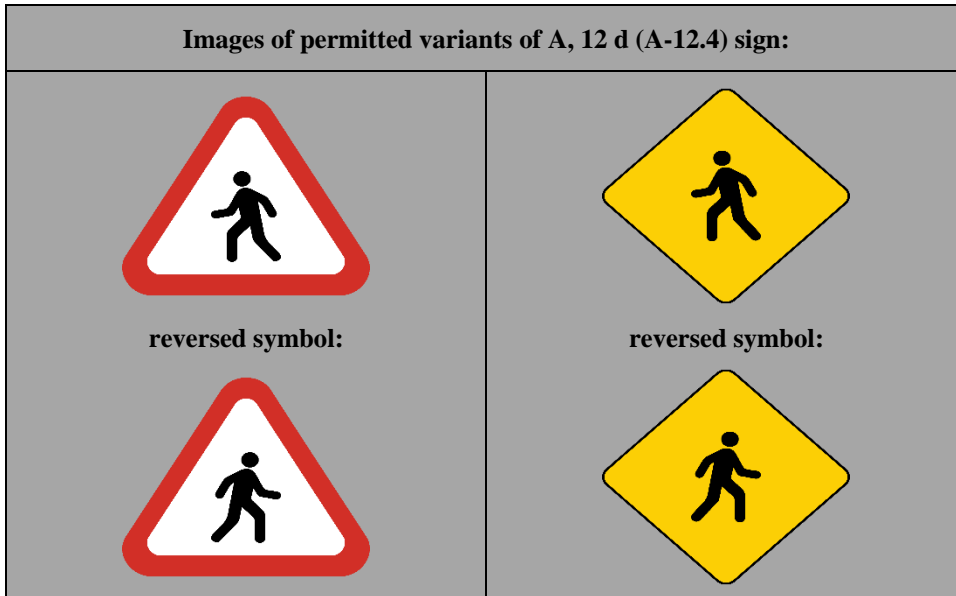 Images of permitted variants of A, 12 d (A-12.4) sign:
reversed symbol:
reversed symbol: